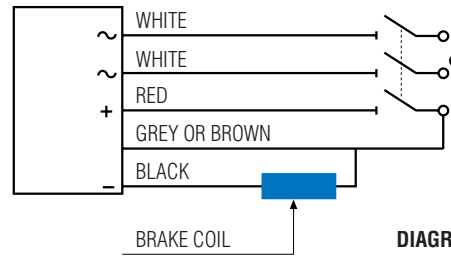 ~ WHITE
~ WHITE
+ RED
GREY OR BROWN
– BLACK
BRAKE COIL
DIAGR